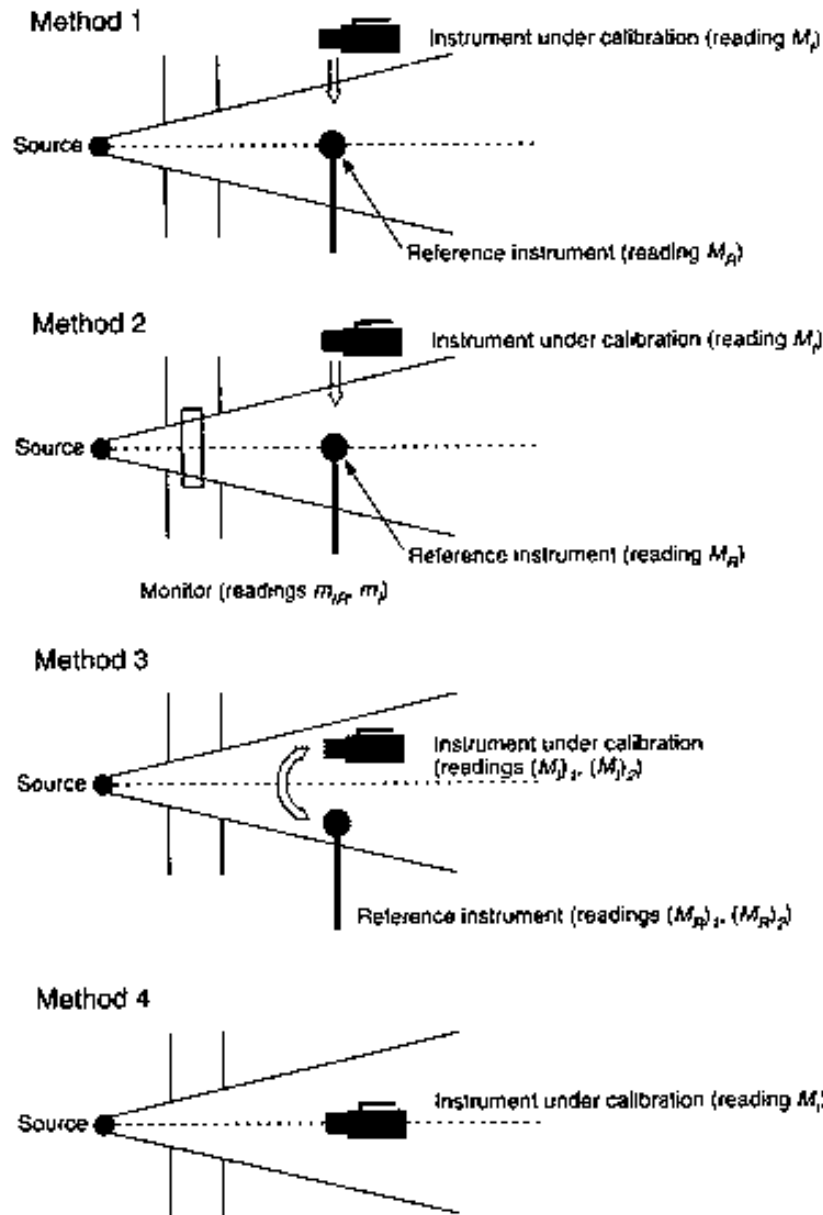 Method 1
Instrument under calibration (reading M_I)
Source
Reference instrument (reading M_R)
Method 2
Instrument under calibration (reading M_I)
Source
Reference instrument (reading M_R)
Monitor (readings m_IR, m_I)
Method 3
Instrument under calibration
(readings (M_I)_1, (M_I)_2)
Source
Reference instrument (readings (M_R)_1, (M_R)_2)
Method 4
Instrument under calibration (reading M_I)
Source